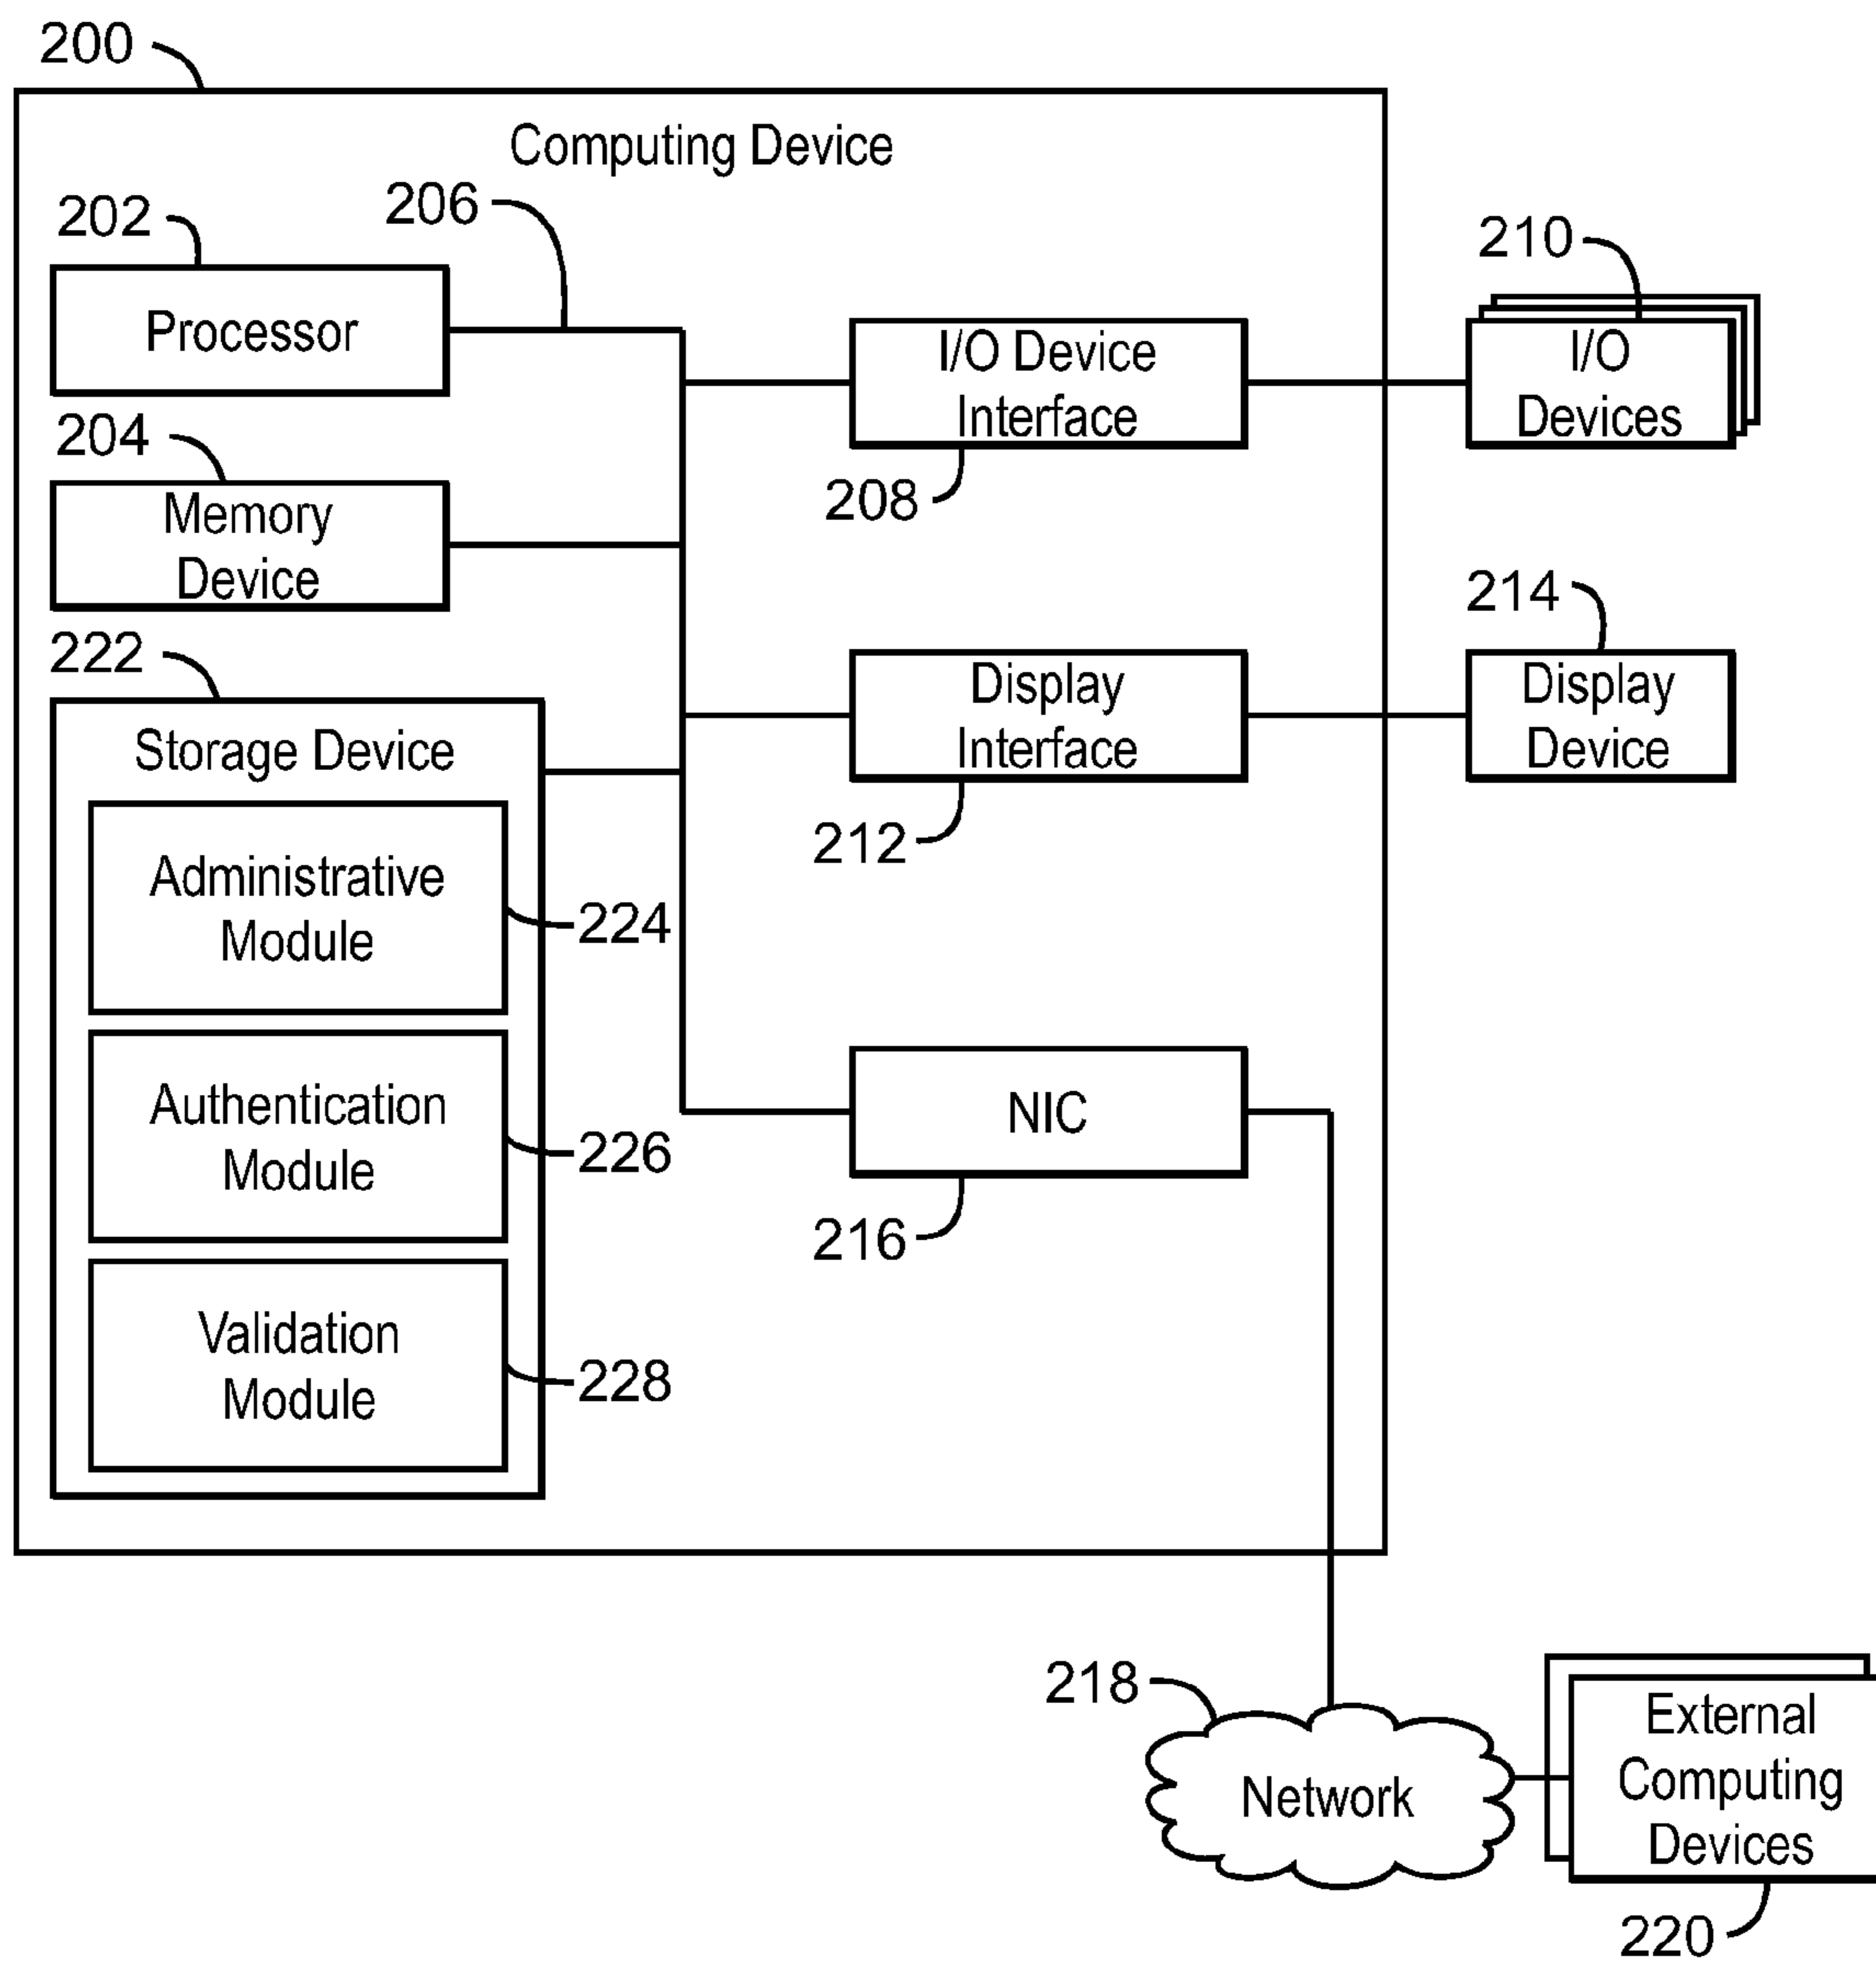 200
Computing Device
202
206
210
Processor
I/O Device
Interface
I/O
Devices
204
208
Memory
Device
214
222
Display
Interface
Display
Device
Storage Device
212
Administrative
Module
224
Authentication
Module
226
NIC
216
Validation
Module
228
218
Network
External
Computing
Devices
220